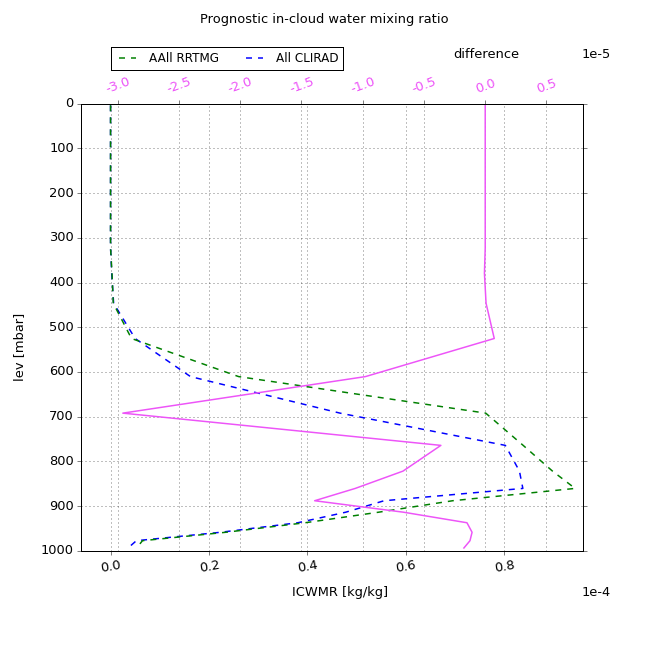 Prognostic in-cloud water mixing ratio
AAll RRTMG All CLIRAD
difference 1e-5
-3.0 -2.5 -2.0 -1.5 -1.0 -0.5 0.0 0.5
0
100
200
300
400
500
600
700
800
900
1000
lev [mbar]
0.0 0.2 0.4 0.6 0.8
ICWMR [kg/kg] 1e-4